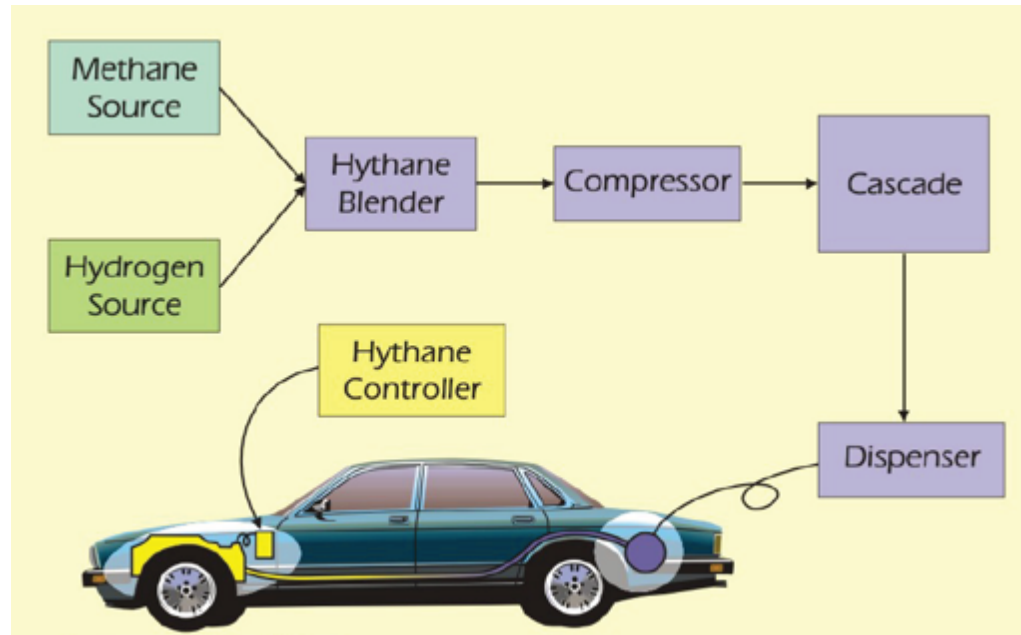 Methane
Source
Hythane
Blender
Compressor
Cascade
Hydrogen
Source
Hythane
Controller
Dispenser